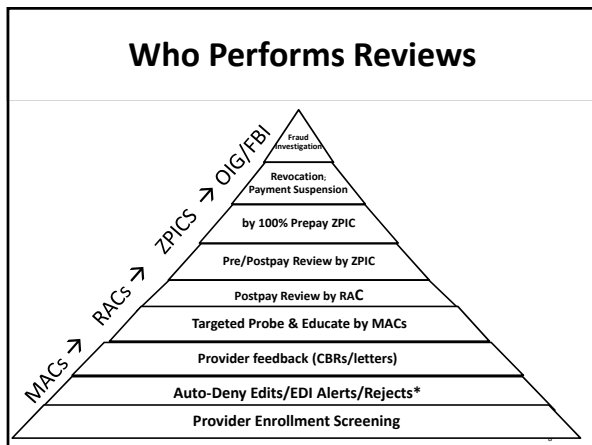 Who Performs Reviews
MACs → RACs → ZPICS → OIG/FBI
Fraud
Investigation
Revocation;
Payment Suspension
by 100% Prepay ZPIC
Pre/Postpay Review by ZPIC
Postpay Review by RAC
Targeted Probe & Educate by MACs
Provider feedback (CBRs/letters)
Auto-Deny Edits/EDI Alerts/Rejects*
Provider Enrollment Screening